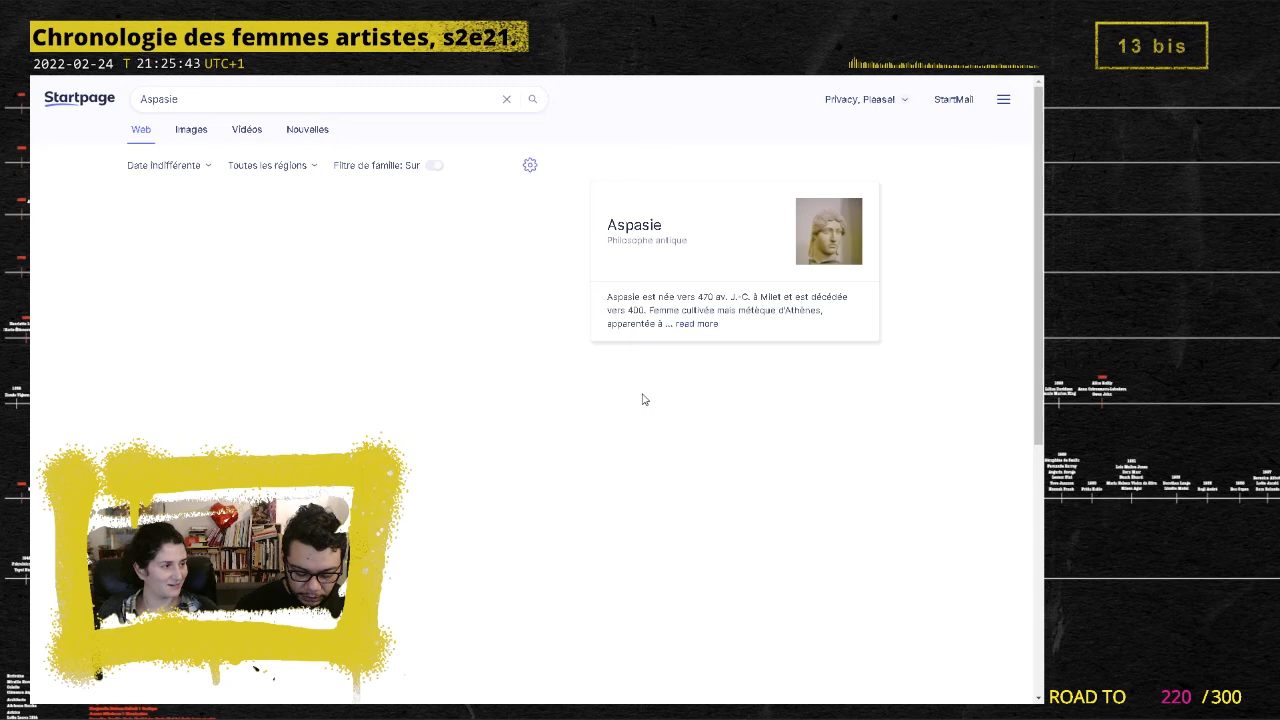 Chronologie des femmes artistes, s2e21.
2022-02-24 T 21:25:43 UTC+1
13 bis
Startpage
Aspasie
Privacy, Please!
StartMail
Web Images Vidéos Nouvelles
Date indifférente Toutes les régions Filtre de famille: Sur
Aspasie
Philosophe antique
Aspasie est née vers 470 av. J.-C. à Milet et est décédée
vers 400. Femme cultivée mais métèque d'Athènes,
apparentée à ... read more
ROAD TO 220 / 300